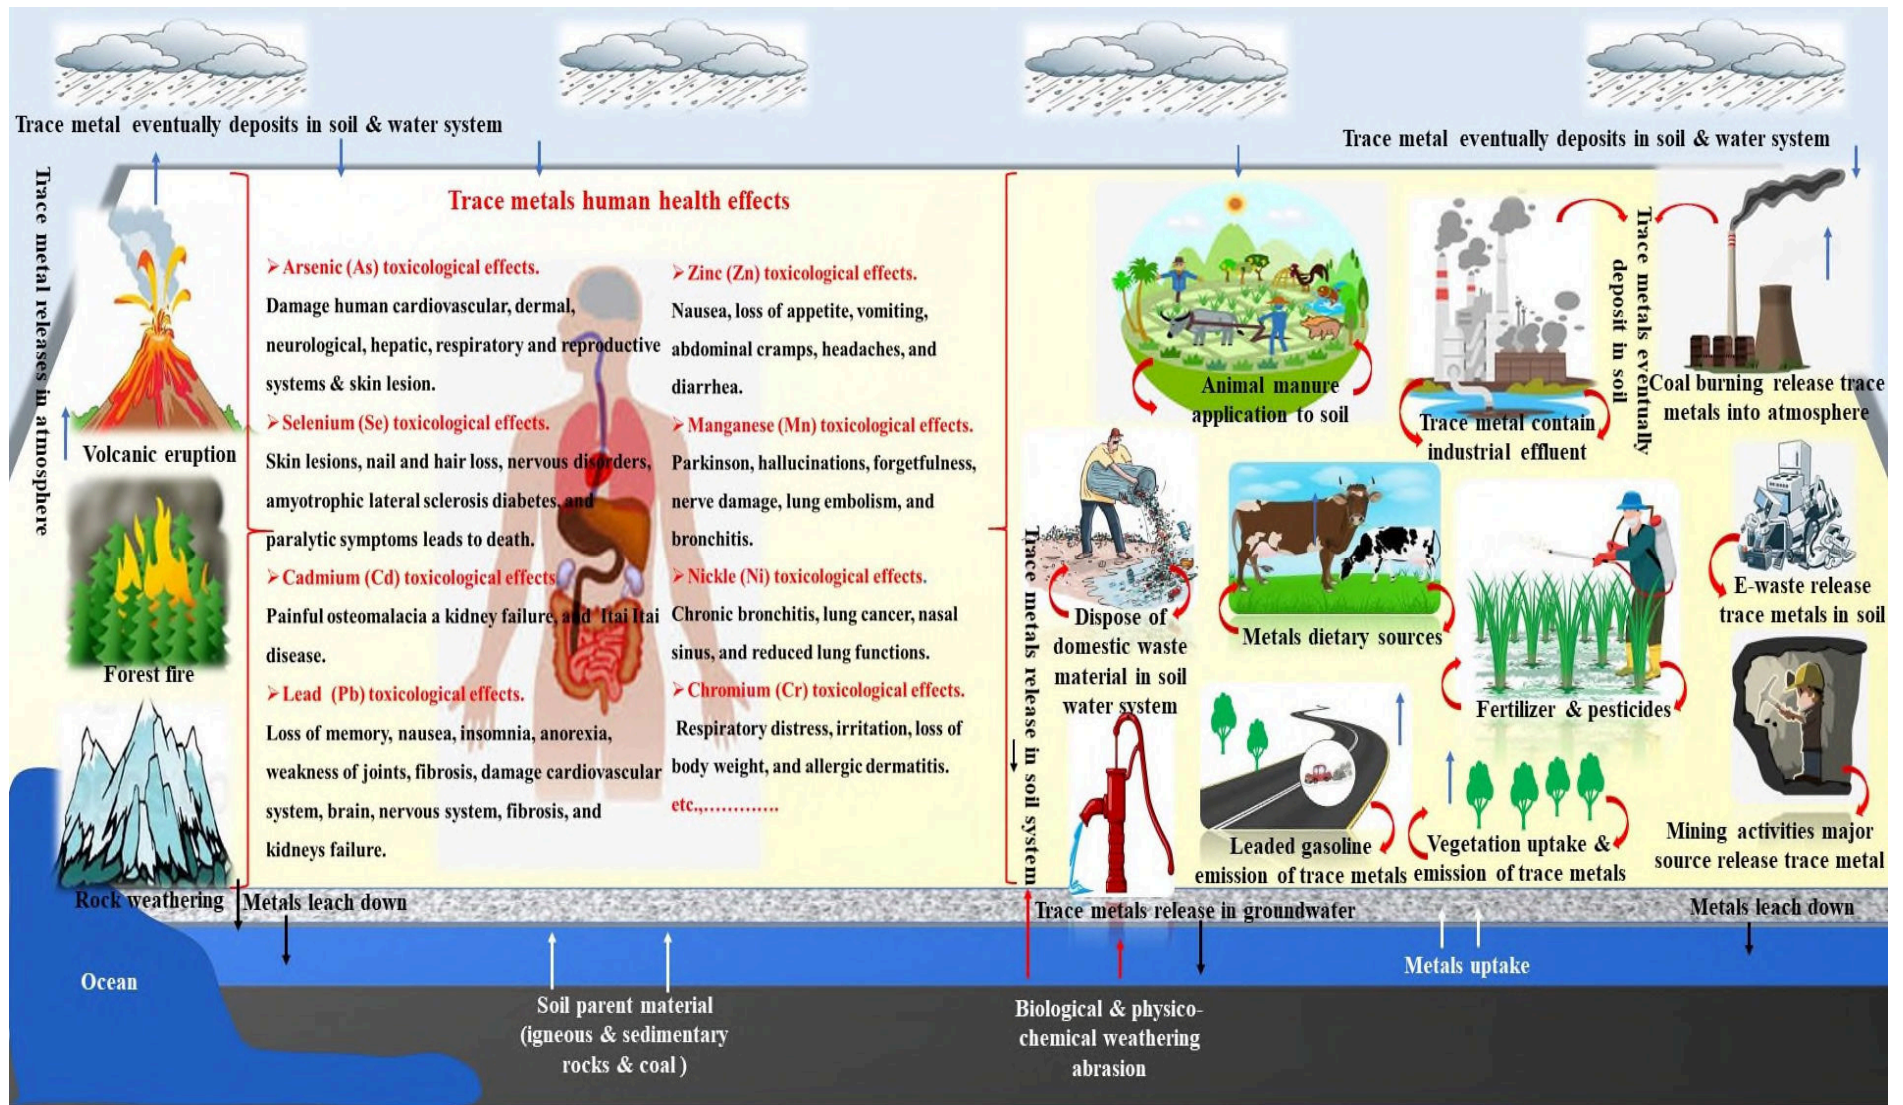 Trace metal eventually deposits in soil & water system
Trace metal eventually deposits in soil & water system
Trace metal releases in atmosphere
Volcanic eruption
Forest fire
Rock weathering
Trace metals human health effects
➢Arsenic (As) toxicological effects.
Damage human cardiovascular, dermal,
neurological, hepatic, respiratory and reproductive
systems & skin lesion.
➢Selenium (Se) toxicological effects.
Skin lesions, nail and hair loss, nervous disorders,
amyotrophic lateral sclerosis diabetes, and
paralytic symptoms leads to death.
➢Cadmium (Cd) toxicological effects
Painful osteomalacia a kidney failure, and Itai Itai
disease.
➢Lead (Pb) toxicological effects.
Loss of memory, nausea, insomnia, anorexia,
weakness of joints, fibrosis, damage cardiovascular
system, brain, nervous system, fibrosis, and
kidneys failure.
➢Zinc (Zn) toxicological effects.
Nausea, loss of appetite, vomiting,
abdominal cramps, headaches, and
diarrhea.
➢Manganese (Mn) toxicological effects.
Parkinson, hallucinations, forgetfulness,
nerve damage, lung embolism, and
bronchitis.
➢Nickle (Ni) toxicological effects.
Chronic bronchitis, lung cancer, nasal
sinus, and reduced lung functions.
➢Chromium (Cr) toxicological effects.
Respiratory distress, irritation, loss of
body weight, and allergic dermatitis.
etc.,………….
Trace metals release in soil system
Animal manure
application to soil
Trace metal contain
industrial effluent
Trace metals eventually
deposit in soil
Coal burning release trace
metals into atmosphere
Dispose of
domestic waste
material in soil
water system
Metals dietary sources
Fertilizer & pesticides
E-waste release
trace metals in soil
Leaded gasoline
emission of trace metals
Vegetation uptake &
emission of trace metals
Mining activities major
source release trace metal
Metals leach down
Trace metals release in groundwater
Metals leach down
Metals uptake
Ocean
Soil parent material
(igneous & sedimentary
rocks & coal )
Biological & physico-
chemical weathering
abrasion